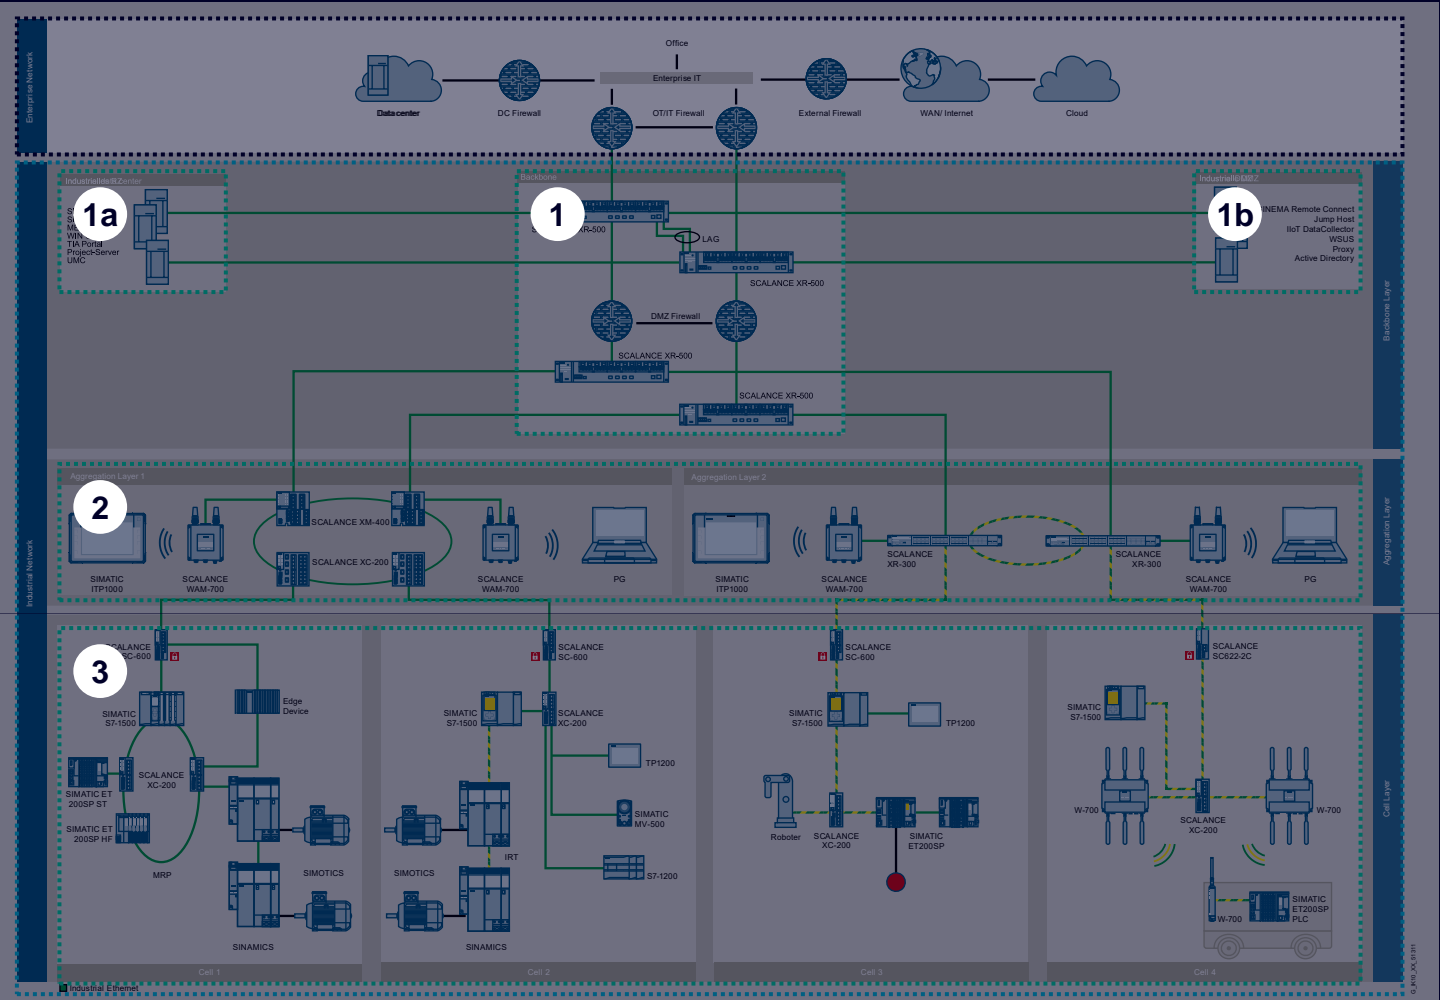 Enterprise Network
Office
Enterprise IT
Datacenter
DC Firewall
OT/IT Firewall
External Firewall
WAN/ Internet
Cloud
Industrial Network
Backbone Layer
1a
TIA Portal
Project-Server
UMC
Backbone
1
XR-500
LAG
SCALANCE XR-500
DMZ Firewall
SCALANCE XR-500
SCALANCE XR-500
1b
SINEMA Remote Connect
Jump Host
IIoT DataCollector
WSUS
Proxy
Active Directory
Aggregation Layer
Aggregation Layer 1
2
SIMATIC
ITP1000
SCALANCE
WAM-700
SCALANCE XM-400
SCALANCE XC-200
SCALANCE
WAM-700
PG
Aggregation Layer 2
SIMATIC
ITP1000
SCALANCE
WAM-700
SCALANCE
XR-300
SCALANCE
XR-300
SCALANCE
WAM-700
PG
Cell Layer
3
SCALANCE
SC-600
SIMATIC
S7-1500
Edge
Device
SCALANCE
XC-200
SIMATIC ET
200SP ST
SIMATIC ET
200SP HF
MRP
SIMOTICS
SINAMICS
Cell 1
SCALANCE
SC-600
SIMATIC
S7-1500
SCALANCE
XC-200
TP1200
SIMATIC
MV-500
IRT
SIMOTICS
S7-1200
SINAMICS
Cell 2
SCALANCE
SC-600
SIMATIC
S7-1500
TP1200
Roboter
SCALANCE
XC-200
SIMATIC
ET200SP
Cell 3
SCALANCE
SC622-2C
SIMATIC
S7-1500
W-700
SCALANCE
XC-200
W-700
W-700
SIMATIC
ET200SP
PLC
Cell 4
Industrial Ethernet